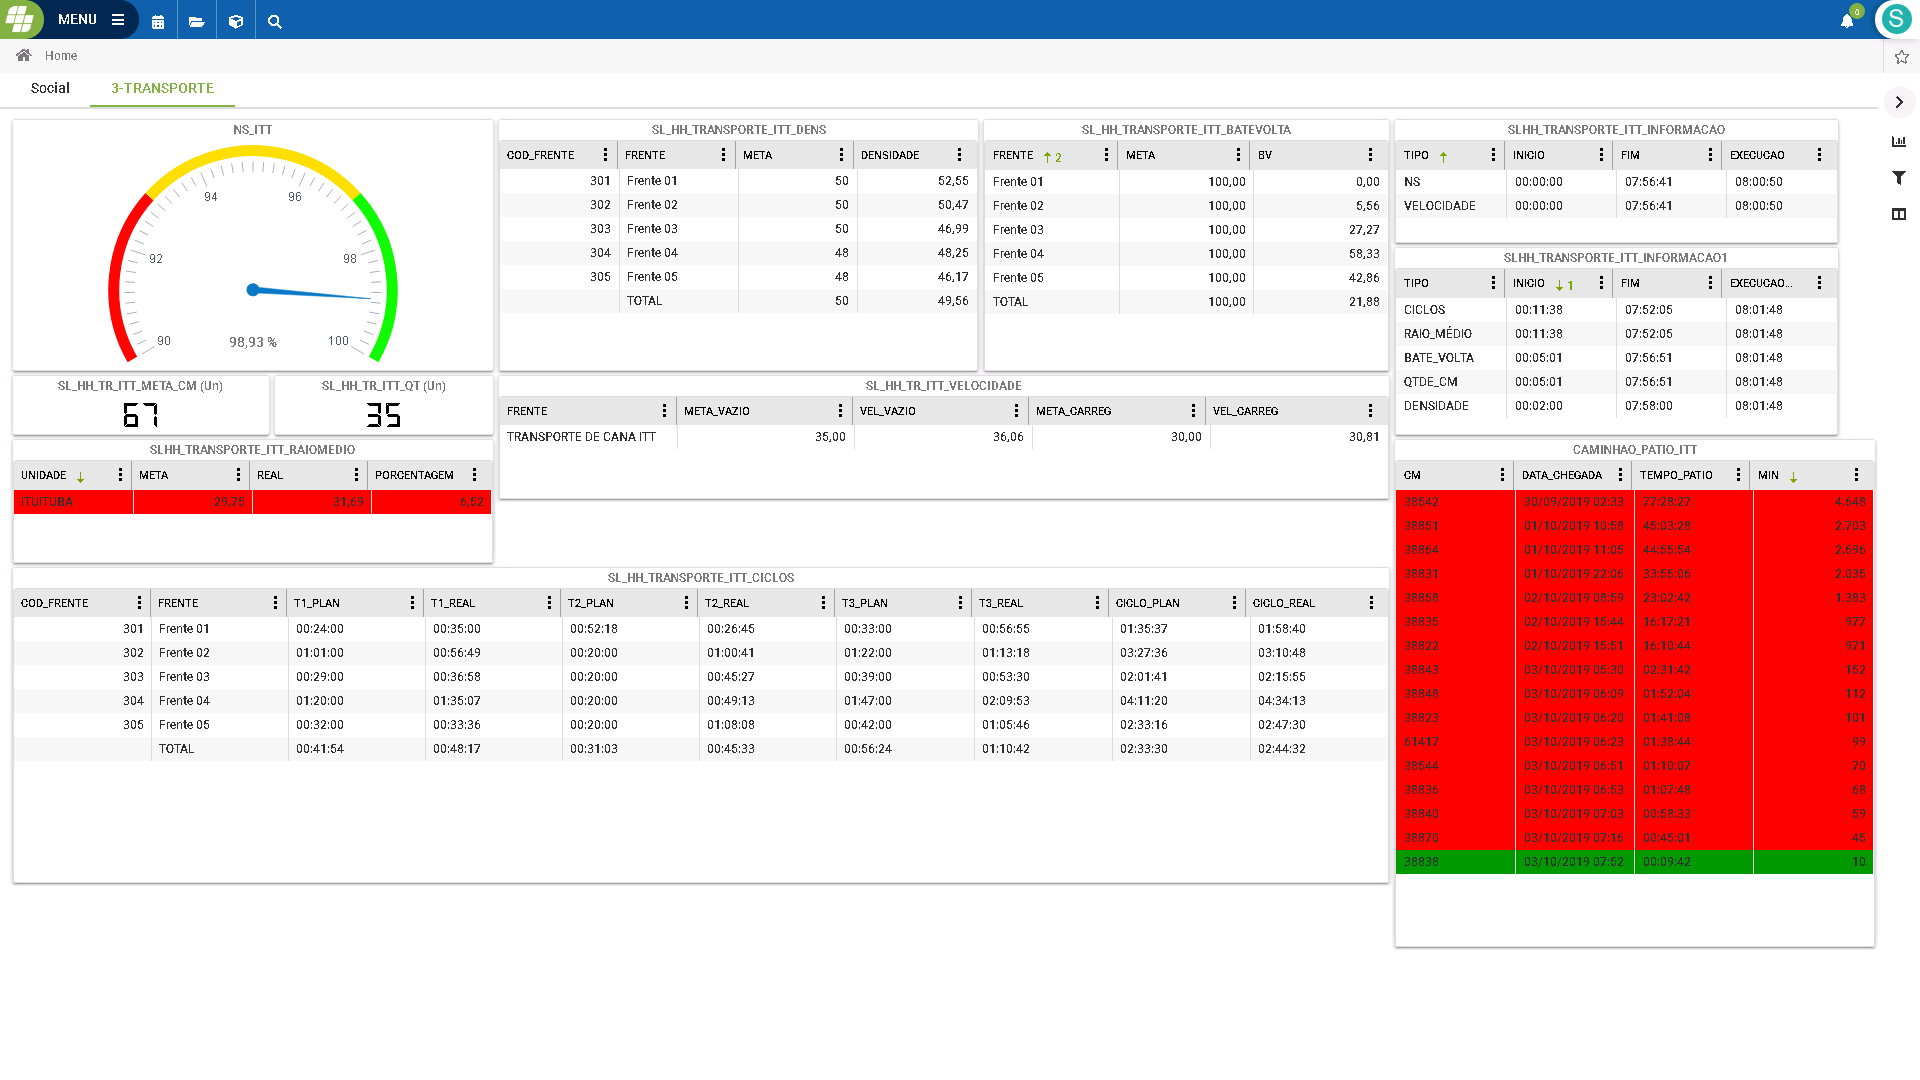 MENU
0
S
Home
Social 3-TRANSPORTE
NS_ITT
94 96
92 98
90 98,93 % 100
SL_HH_TR_ITT_META_CM (Un)
67
SL_HH_TR_ITT_QT (Un)
35
SLHH_TRANSPORTE_ITT_RAIOMEDIO
UNIDADE META REAL PORCENTAGEM
ITUITUBA 29,75 31,69 6,52
SL_HH_TRANSPORTE_ITT_DENS
COD_FRENTE FRENTE META DENSIDADE
301 Frente 01 50 52,55
302 Frente 02 50 50,47
303 Frente 03 50 46,99
304 Frente 04 48 48,25
305 Frente 05 48 46,17
TOTAL 50 49,56
SL_HH_TRANSPORTE_ITT_BATEVOLTA
FRENTE 2 META BV
Frente 01 100,00 0,00
Frente 02 100,00 5,56
Frente 03 100,00 27,27
Frente 04 100,00 58,33
Frente 05 100,00 42,86
TOTAL 100,00 21,88
SL_HH_TR_ITT_VELOCIDADE
FRENTE META_VAZIO VEL_VAZIO META_CARREG VEL_CARREG
TRANSPORTE DE CANA ITT 35,00 36,06 30,00 30,81
SLHH_TRANSPORTE_ITT_INFORMACAO
TIPO INICIO FIM EXECUCAO
NS 00:00:00 07:56:41 08:00:50
VELOCIDADE 00:00:00 07:56:41 08:00:50
SLHH_TRANSPORTE_ITT_INFORMACAO1
TIPO INICIO 1 FIM EXECUCAO...
CICLOS 00:11:38 07:52:05 08:01:48
RAIO_MÉDIO 00:11:38 07:52:05 08:01:48
BATE_VOLTA 00:05:01 07:56:51 08:01:48
QTDE_CM 00:05:01 07:56:51 08:01:48
DENSIDADE 00:02:00 07:58:00 08:01:48
SL_HH_TRANSPORTE_ITT_CICLOS
COD_FRENTE FRENTE T1_PLAN T1_REAL T2_PLAN T2_REAL T3_PLAN T3_REAL CICLO_PLAN CICLO_REAL
301 Frente 01 00:24:00 00:35:00 00:52:18 00:26:45 00:33:00 00:56:55 01:35:37 01:58:40
302 Frente 02 01:01:00 00:56:49 00:20:00 01:00:41 01:22:00 01:13:18 03:27:36 03:10:48
303 Frente 03 00:29:00 00:36:58 00:20:00 00:45:27 00:39:00 00:53:30 02:01:41 02:15:55
304 Frente 04 01:20:00 01:35:07 00:20:00 00:49:13 01:47:00 02:09:53 04:11:20 04:34:13
305 Frente 05 00:32:00 00:33:36 00:20:00 01:08:08 00:42:00 01:05:46 02:33:16 02:47:30
TOTAL 00:41:54 00:48:17 00:31:03 00:45:33 00:56:24 01:10:42 02:33:30 02:44:32
CAMINHAO_PATIO_ITT
CM DATA_CHEGADA TEMPO_PATIO MIN
38542 30/09/2019 02:33 77:28:27 4.648
38851 01/10/2019 10:58 45:03:28 2.703
38864 01/10/2019 11:05 44:55:54 2.696
38831 01/10/2019 22:06 33:55:06 2.035
38858 02/10/2019 08:59 23:02:42 1.383
38835 02/10/2019 15:44 16:17:21 977
38822 02/10/2019 15:51 16:10:44 971
38843 03/10/2019 05:30 02:31:42 152
38848 03/10/2019 06:09 01:52:04 112
38823 03/10/2019 06:20 01:41:08 101
61417 03/10/2019 06:23 01:38:44 99
38544 03/10/2019 06:51 01:10:07 70
38836 03/10/2019 06:53 01:07:48 68
38840 03/10/2019 07:03 00:58:33 59
38870 03/10/2019 07:16 00:45:01 45
38838 03/10/2019 07:52 00:09:42 10